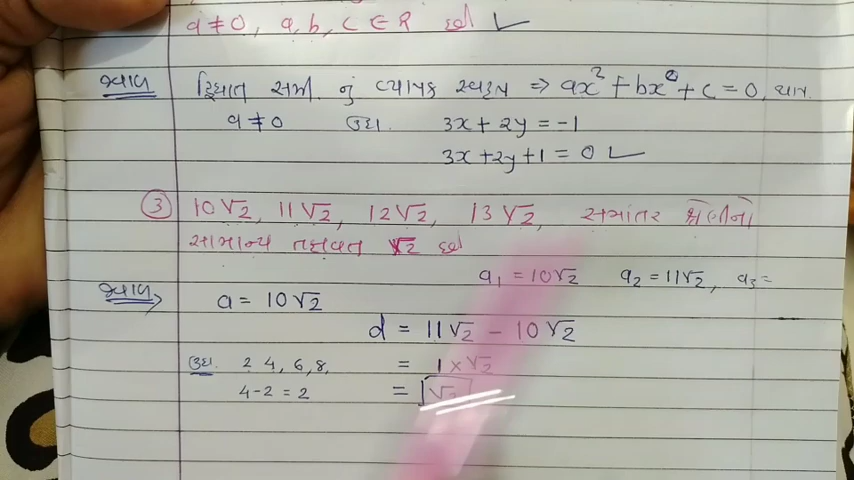 a ≠ 0, a, b, C ∈ R છે
જવાબ દ્વિઘાત સમી નું વ્યાપક સ્વરૂપ ⇒ ax² + bx⁰ + C = 0, થાય.
a ≠ 0 ઉદા. 3x + 2y = -1
3x + 2y + 1 = 0
③ 10√2, 11√2, 12√2, 13√2, સમાંતર શ્રેણીનો
સામાન્ય તફાવત √2 છે
a₁ = 10√2 a₂ = 11√2, a₃ =
જવાબ a = 10√2
d = 11√2 - 10√2
ઉદા. 2 4, 6, 8, = 1 × √2
4 - 2 = 2 = √2